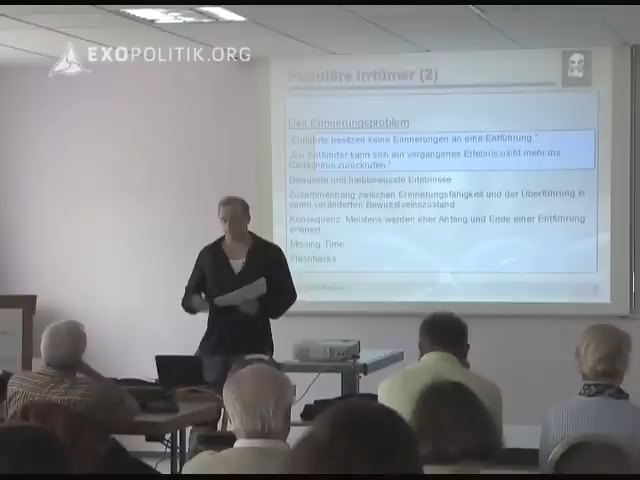 EXOPOLITIK.ORG
Populäre Irrtümer (2)
Das Erinnerungsproblem
„Entführte besitzen keine Erinnerungen an eine Entführung.“
„Ein Entführter kann sich ein vergangenes Erlebnis nicht mehr ins
Gedächtnis zurückrufen.“
Bewusste und halbbewusste Erlebnisse
Zusammenhang zwischen Erinnerungsfähigkeit und der Überführung in
einen veränderten Bewusstseinszustand
Konsequenz: Meistens werden eher Anfang und Ende einer Entführung
erinnert
Missing Time
Flashbacks